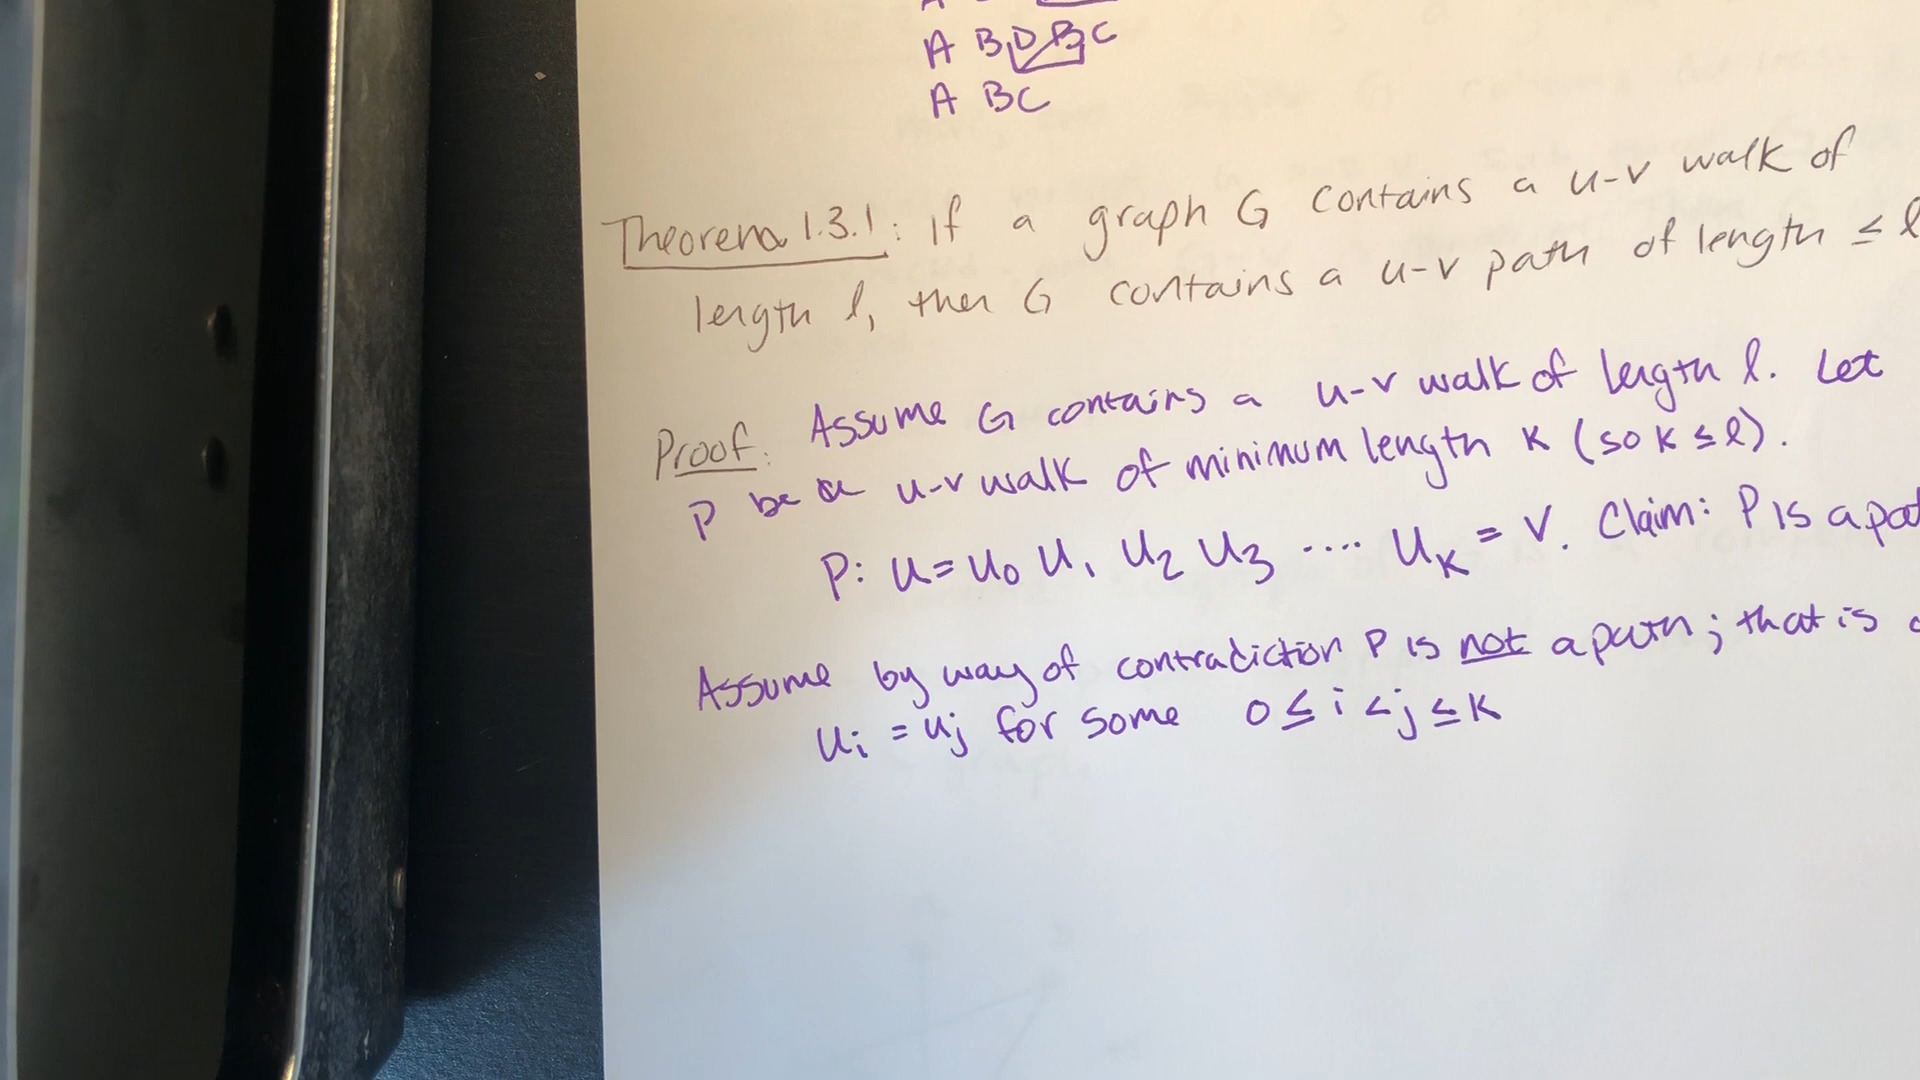 A B D B C
A B C
Theorem 1.3.1: If a graph G contains a u-v walk of
length l, then G contains a u-v path of length ≤ l
Proof: Assume G contains a u-v walk of length l. Let
P be a u-v walk of minimum length K (so K ≤ l).
P: u = u₀ u₁ u₂ u₃ .... u_K = v. Claim: P is a pat
Assume by way of contradiction P is not a path; that is
uᵢ = uⱼ for some 0 ≤ i < j ≤ K